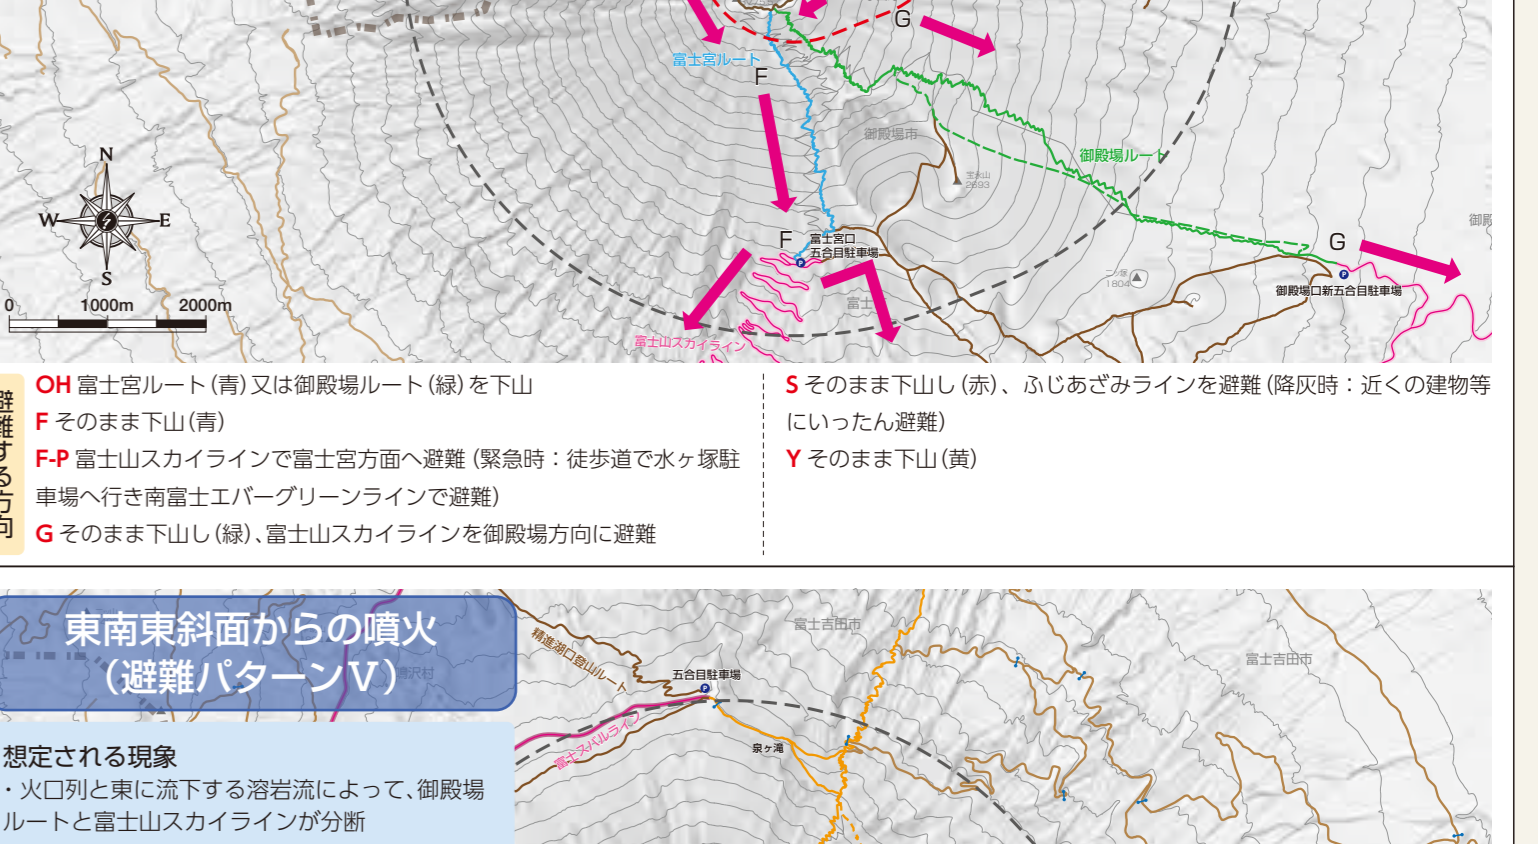 G
富士宮ルート
F
御殿場市
宝永山
2693
御殿場ルート
N
W
E
S
御殿
F
富士宮口
五合目駐車場
P
G
二ツ塚
1804
P
御殿場口新五合目駐車場
0 1000m 2000m
富士
富士山スカイライン
避難する方向
OH 富士宮ルート(青)又は御殿場ルート(緑)を下山
F そのまま下山(青)
F-P 富士山スカイラインで富士宮方面へ避難(緊急時：徒歩道で水ヶ塚駐
車場へ行き南富士エバーグリーンラインで避難)
G そのまま下山し(緑)、富士山スカイラインを御殿場方向に避難
S そのまま下山し(赤)、ふじあざみラインを避難(降灰時：近くの建物等
にいったん避難)
Y そのまま下山(黄)
東南東斜面からの噴火
（避難パターンⅤ）
鳴沢村
精進湖口登山ルート
五合目駐車場
P
富士吉田市
富士吉田市
富士スバルライン
泉ヶ滝
想定される現象
・火口列と東に流下する溶岩流によって、御殿場
ルートと富士山スカイラインが分断